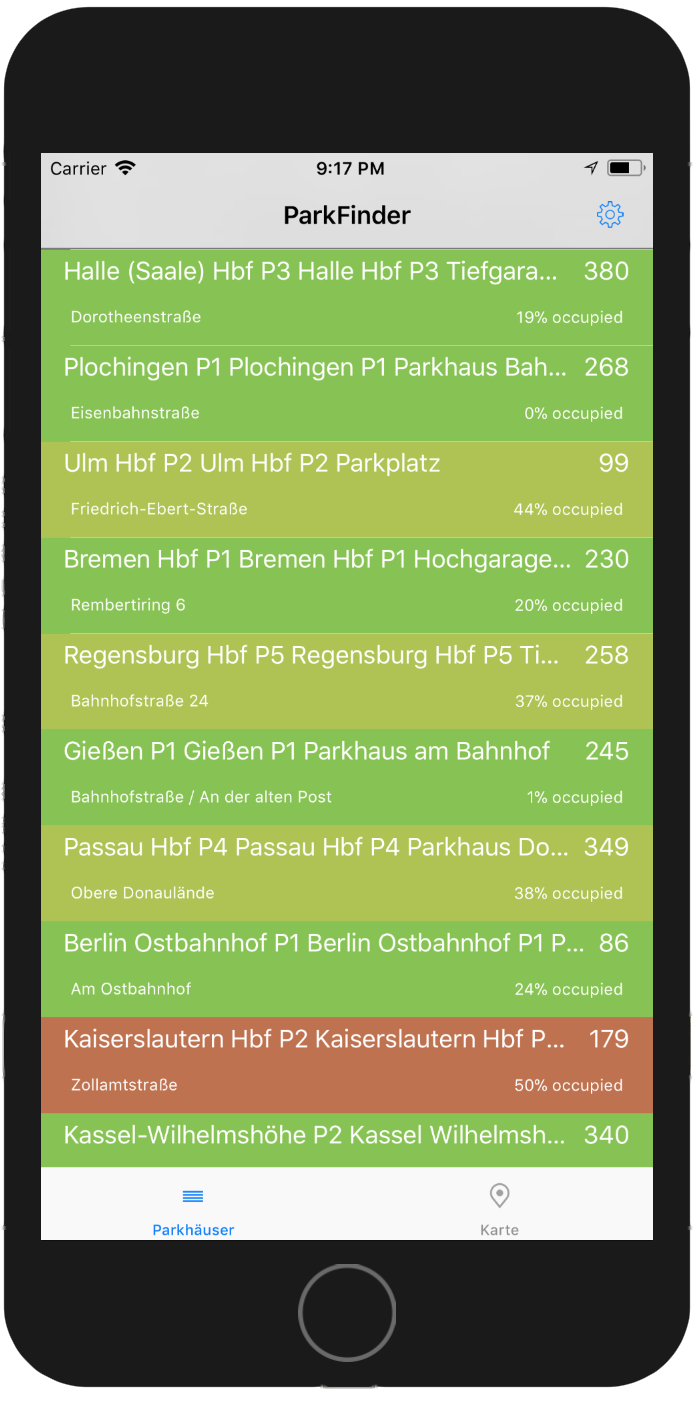 Carrier 9:17 PM
ParkFinder
Halle (Saale) Hbf P3 Halle Hbf P3 Tiefgara... 380
Dorotheenstraße 19% occupied
Plochingen P1 Plochingen P1 Parkhaus Bah... 268
Eisenbahnstraße 0% occupied
Ulm Hbf P2 Ulm Hbf P2 Parkplatz 99
Friedrich-Ebert-Straße 44% occupied
Bremen Hbf P1 Bremen Hbf P1 Hochgarage... 230
Rembertiring 6 20% occupied
Regensburg Hbf P5 Regensburg Hbf P5 Ti... 258
Bahnhofstraße 24 37% occupied
Gießen P1 Gießen P1 Parkhaus am Bahnhof 245
Bahnhofstraße / An der alten Post 1% occupied
Passau Hbf P4 Passau Hbf P4 Parkhaus Do... 349
Obere Donaulände 38% occupied
Berlin Ostbahnhof P1 Berlin Ostbahnhof P1 P... 86
Am Ostbahnhof 24% occupied
Kaiserslautern Hbf P2 Kaiserslautern Hbf P... 179
Zollamtstraße 50% occupied
Kassel-Wilhelmshöhe P2 Kassel Wilhelmsh... 340
Parkhäuser Karte